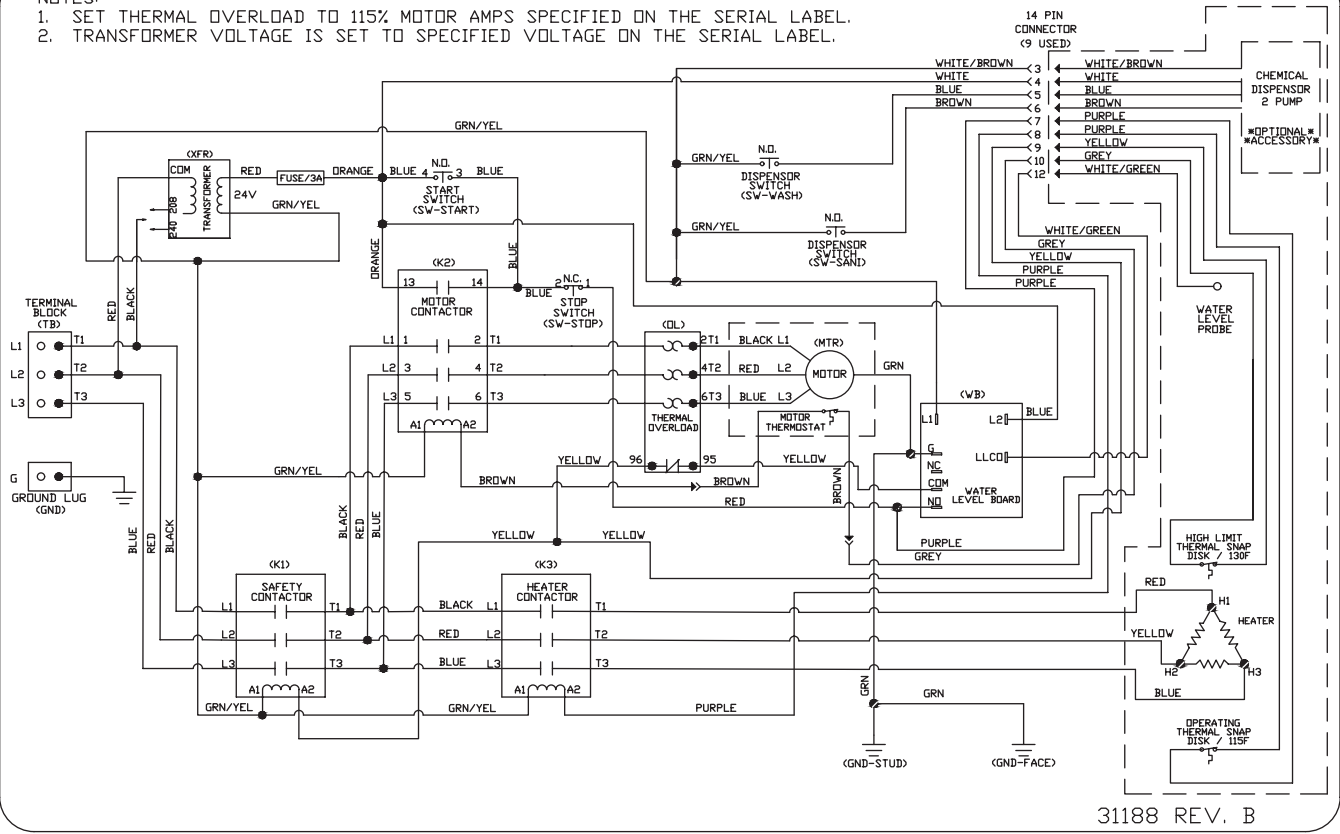 NOTES:
1. SET THERMAL OVERLOAD TO 115% MOTOR AMPS SPECIFIED ON THE SERIAL LABEL.
2. TRANSFORMER VOLTAGE IS SET TO SPECIFIED VOLTAGE ON THE SERIAL LABEL.
14 PIN
CONNECTOR
(9 USED)
WHITE/BROWN 3 WHITE/BROWN
WHITE 4 WHITE
BLUE 5 BLUE
BROWN 6 BROWN
7 PURPLE
8 PURPLE
9 YELLOW
10 GREY
12 WHITE/GREEN
CHEMICAL
DISPENSOR
2 PUMP
*OPTIONAL*
*ACCESSORY*
GRN/YEL
(XFR)
COM
208
240
TRANSFORMER
24V
RED
FUSE/3A
ORANGE
GRN/YEL
BLUE 4 N.O. 3 BLUE
START
SWITCH
(SW-START)
GRN/YEL
N.O.
DISPENSOR
SWITCH
(SW-WASH)
GRN/YEL
N.O.
DISPENSOR
SWITCH
(SW-SANI)
WHITE/GREEN
GREY
YELLOW
PURPLE
PURPLE
WATER
LEVEL
PROBE
ORANGE
BLUE
(K2)
13 14
MOTOR
CONTACTOR
L1 1 2 T1
L2 3 4 T2
L3 5 6 T3
A1 A2
BLUE 2 N.C. 1
STOP
SWITCH
(SW-STOP)
TERMINAL
BLOCK
(TB)
L1 T1
L2 T2
L3 T3
RED
BLACK
G
GROUND LUG
(GND)
(OL)
2T1
4T2
6T3
THERMAL
OVERLOAD
96 95
BLACK L1
RED L2
BLUE L3
(MTR)
MOTOR
GRN
MOTOR
THERMOSTAT
(WB)
L1 L2
BLUE
G
LLCO
NC
COM
NO
WATER
LEVEL BOARD
GRN/YEL
YELLOW
YELLOW
BROWN
BROWN
BROWN
RED
PURPLE
GREY
YELLOW
YELLOW
BLUE
RED
BLACK
BLACK
RED
BLUE
(K1)
SAFETY
CONTACTOR
L1 T1
L2 T2
L3 T3
A1 A2
GRN/YEL
GRN/YEL
BLACK
RED
BLUE
(K3)
HEATER
CONTACTOR
L1 T1
L2 T2
L3 T3
A1 A2
PURPLE
HIGH LIMIT
THERMAL SNAP
DISK / 130F
RED
YELLOW
BLUE
H1
H2
H3
HEATER
GRN
GRN
(GND-STUD)
(GND-FACE)
OPERATING
THERMAL SNAP
DISK / 115F
31188 REV. B